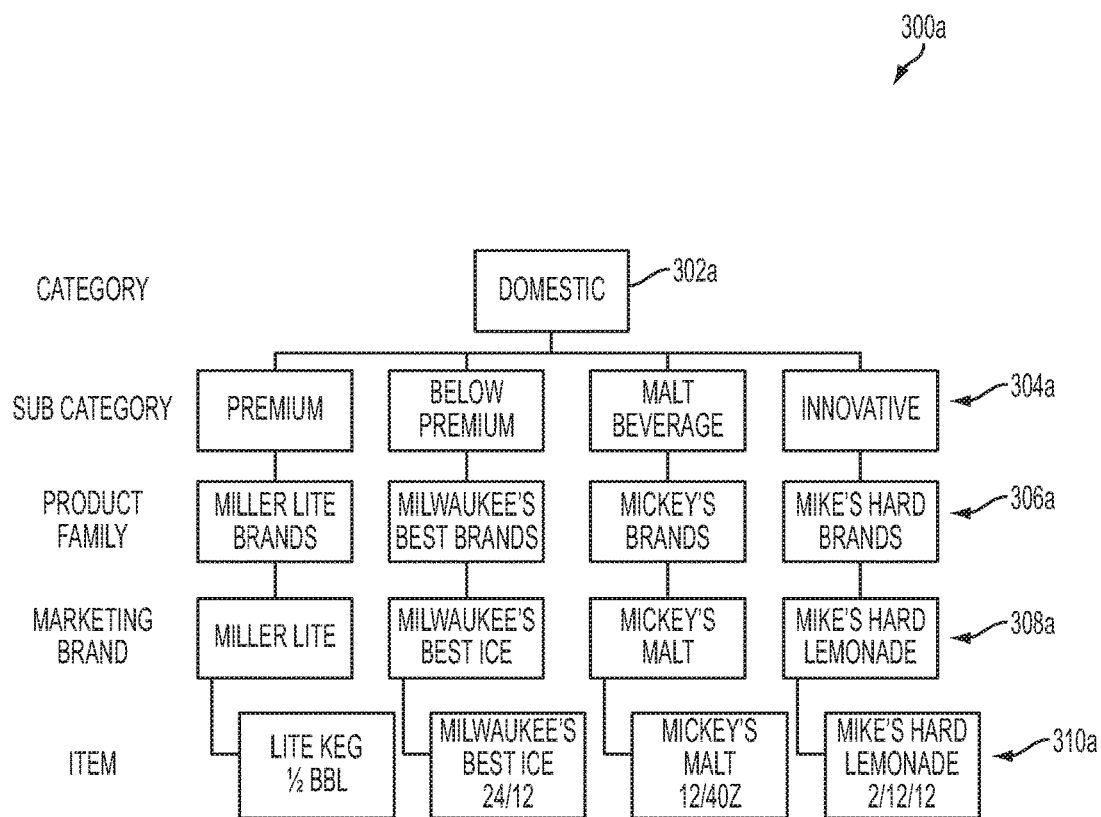 300a
CATEGORY
DOMESTIC
302a
SUB CATEGORY
PREMIUM
BELOW
PREMIUM
MALT
BEVERAGE
INNOVATIVE
304a
PRODUCT
FAMILY
MILLER LITE
BRANDS
MILWAUKEE'S
BEST BRANDS
MICKEY'S
BRANDS
MIKE'S HARD
BRANDS
306a
MARKETING
BRAND
MILLER LITE
MILWAUKEE'S
BEST ICE
MICKEY'S
MALT
MIKE'S HARD
LEMONADE
308a
ITEM
LITE KEG
½ BBL
MILWAUKEE'S
BEST ICE
24/12
MICKEY'S
MALT
12/40Z
MIKE'S HARD
LEMONADE
2/12/12
310a